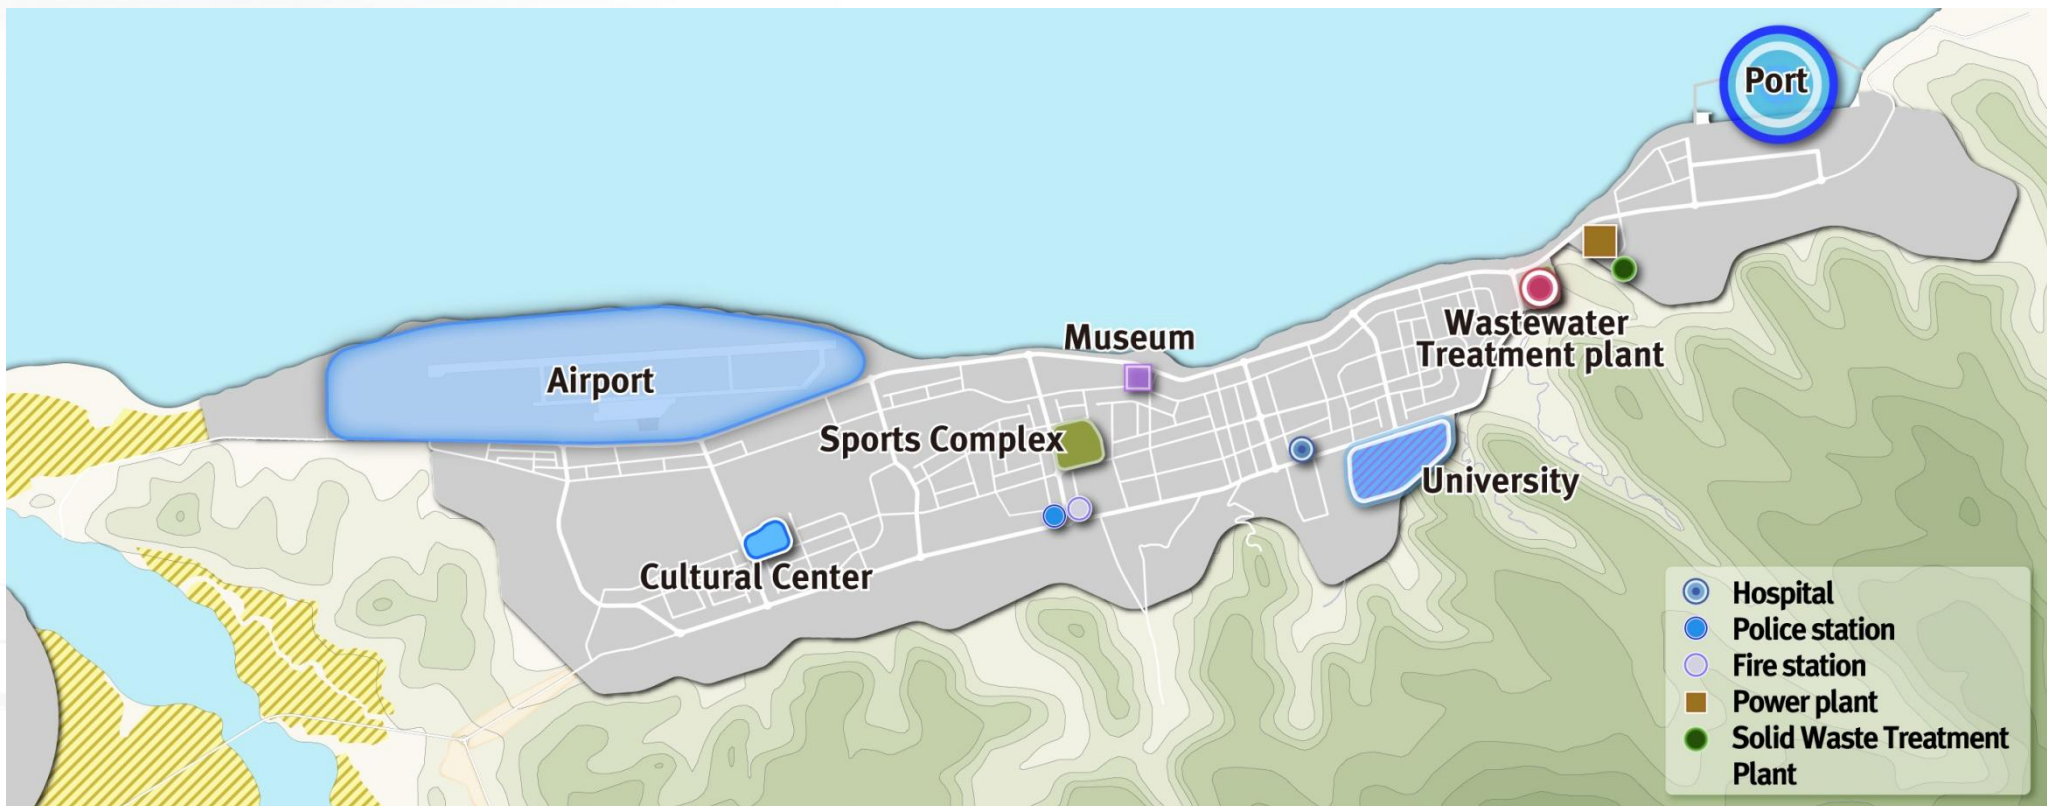 Port
Museum
Wastewater
Treatment plant
Airport
Sports Complex
University
Cultural Center
Hospital
Police station
Fire station
Power plant
Solid Waste Treatment
Plant